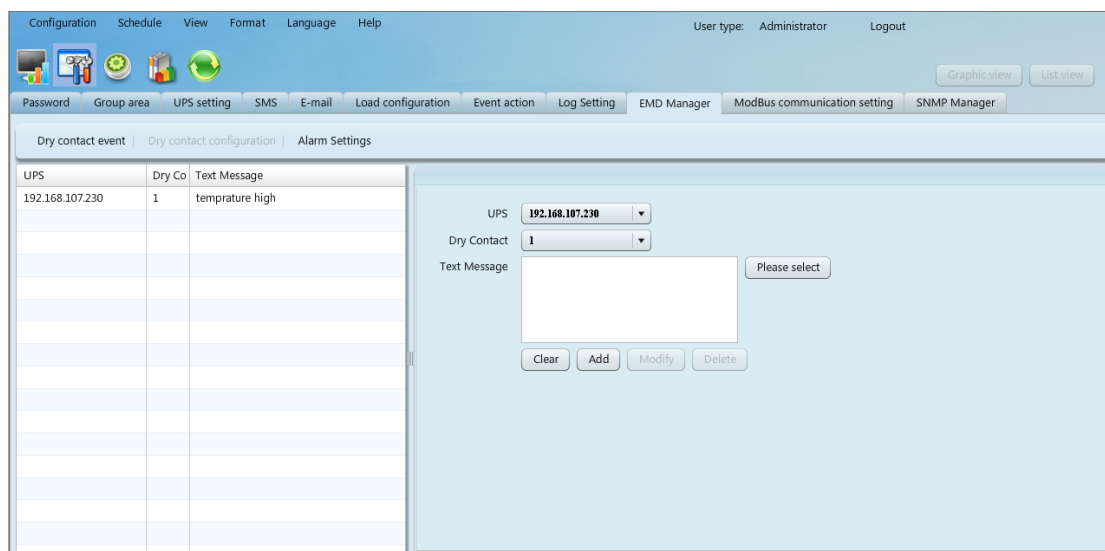 Configuration Schedule View Format Language Help User type: Administrator Logout
Graphic view List view
Password Group area UPS setting SMS E-mail Load configuration Event action Log Setting EMD Manager ModBus communication setting SNMP Manager
Dry contact event Dry contact configuration Alarm Settings
UPS Dry Co Text Message
192.168.107.230 1 temprature high
UPS 192.168.107.230
Dry Contact 1
Text Message Please select
Clear Add Modify Delete